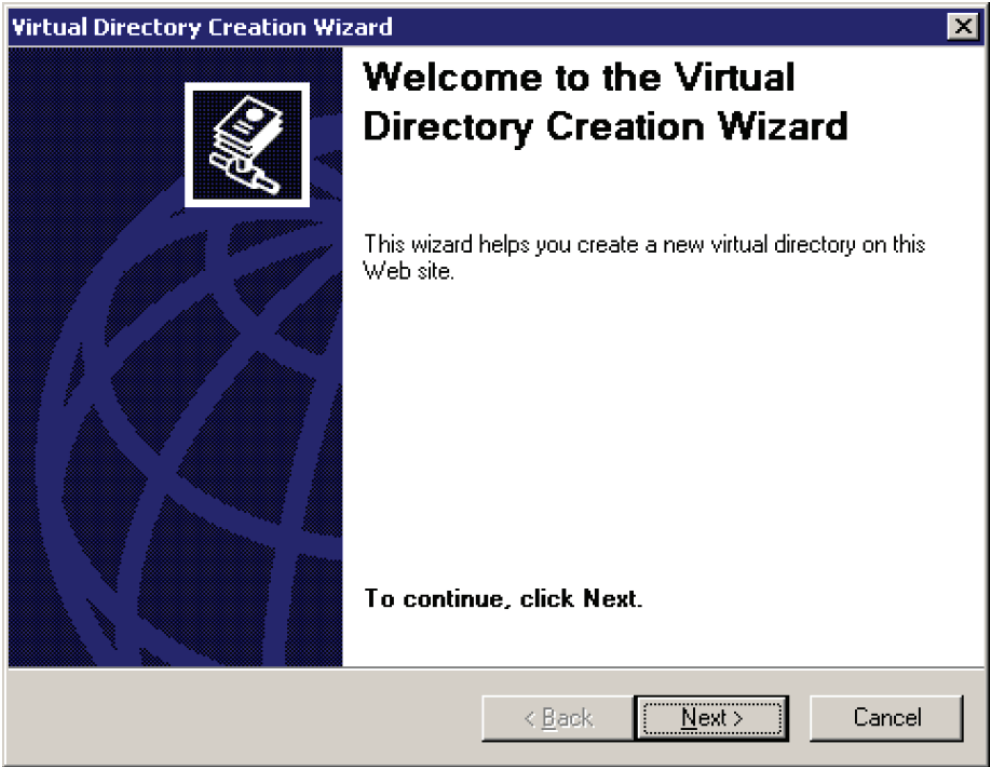 Virtual Directory Creation Wizard
Welcome to the Virtual
Directory Creation Wizard
This wizard helps you create a new virtual directory on this
Web site.
To continue, click Next.
< Back
Next >
Cancel